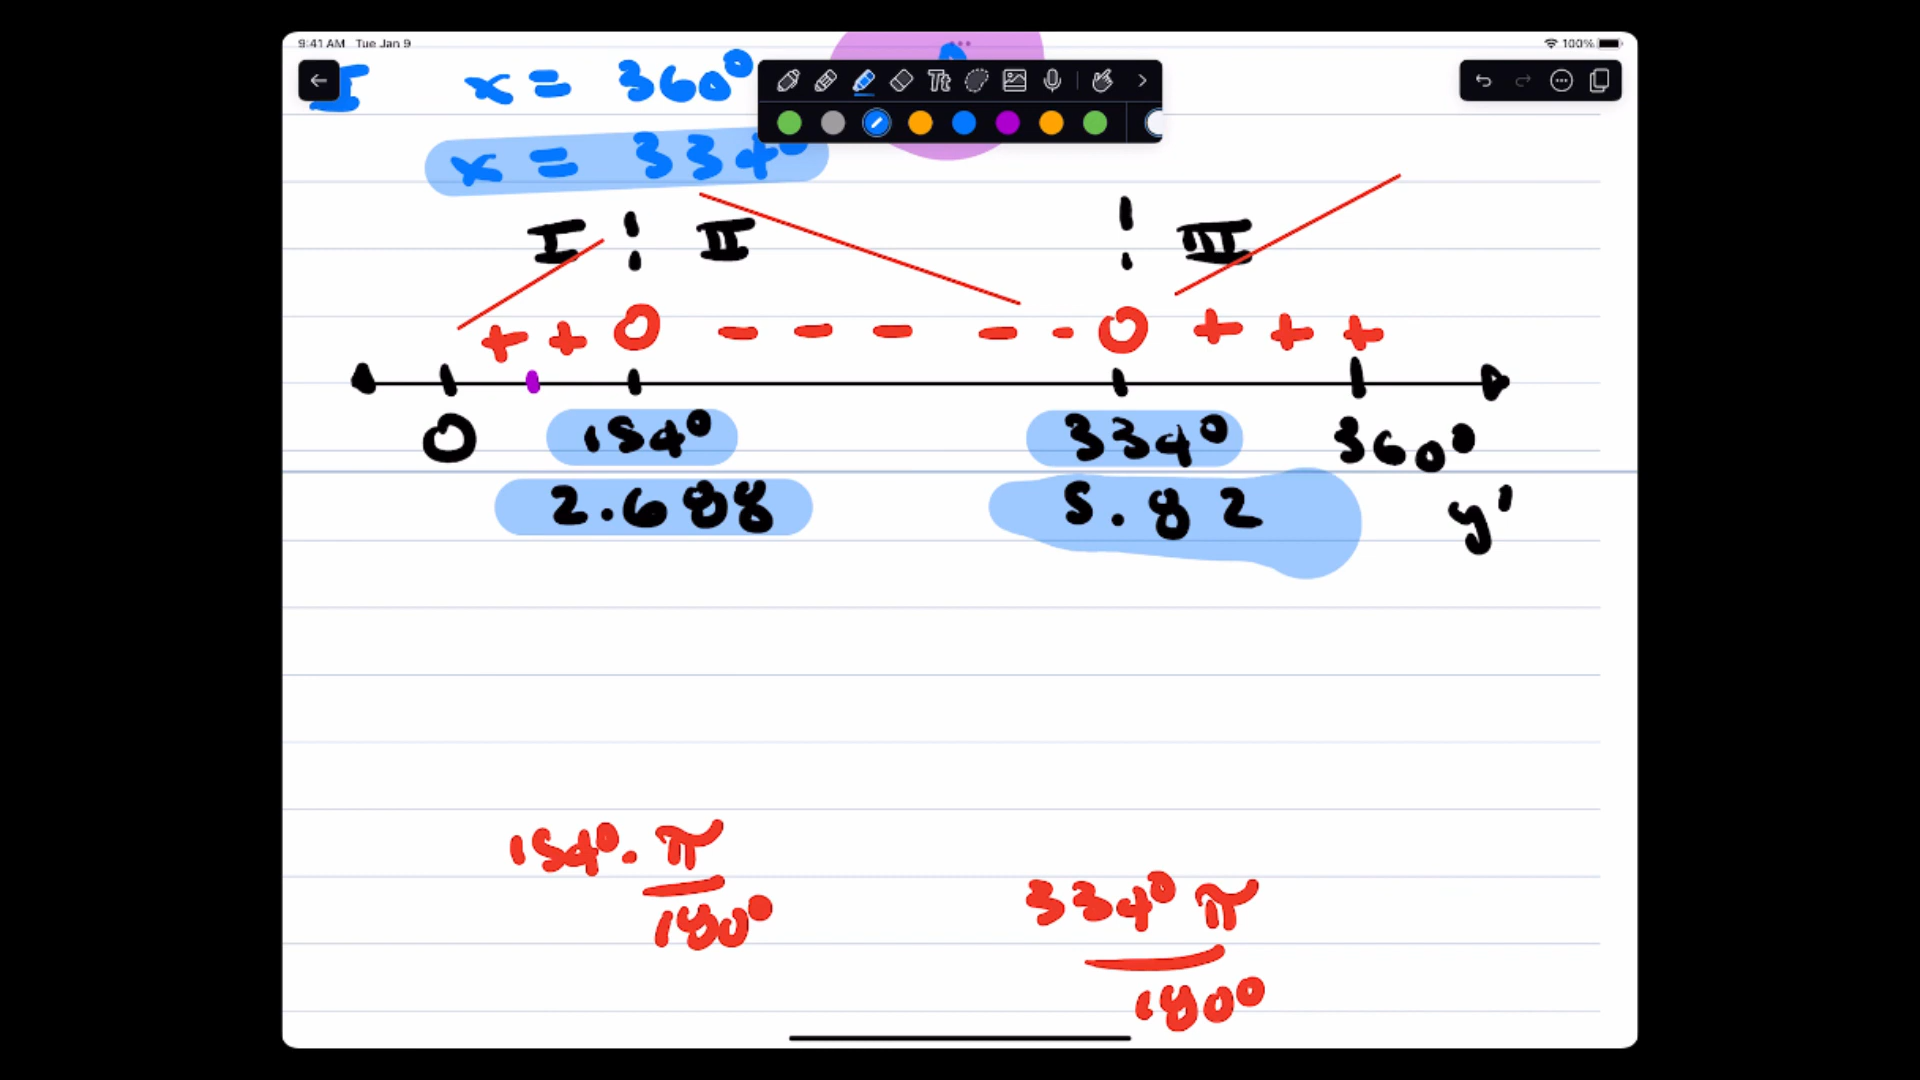 9:41 AM Tue Jan 9
100%
I x = 360°
Tt
x = 334°
I II III
+ + 0 - - - - - 0 + + +
0 154° 334° 360°
2.688 5.82 y'
154° · π
180°
334° π
180°